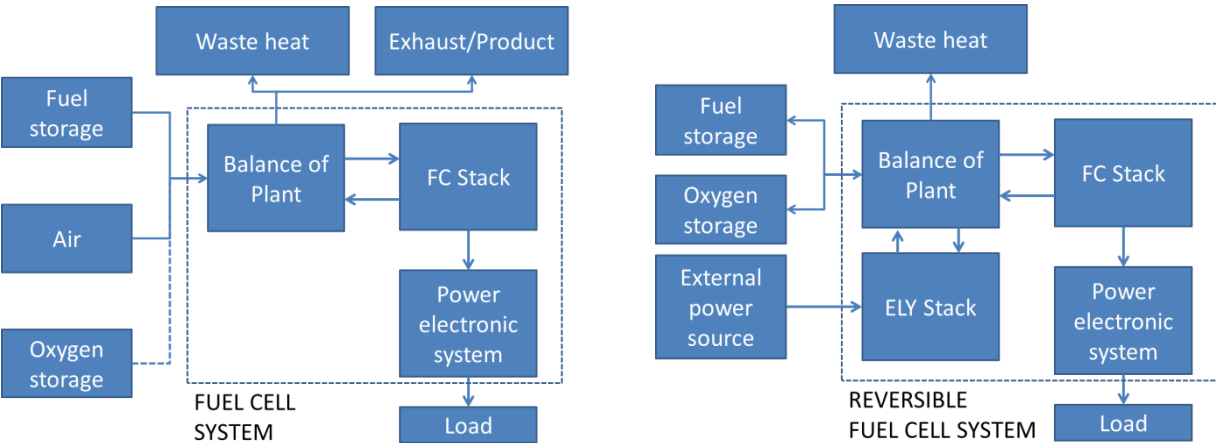 Waste heat
Exhaust/Product
Fuel
storage
Balance of
Plant
FC Stack
Air
Power
electronic
system
Oxygen
storage
FUEL CELL
SYSTEM
Load
Waste heat
Fuel
storage
Balance of
Plant
FC Stack
Oxygen
storage
External
power
source
ELY Stack
Power
electronic
system
REVERSIBLE
FUEL CELL SYSTEM
Load